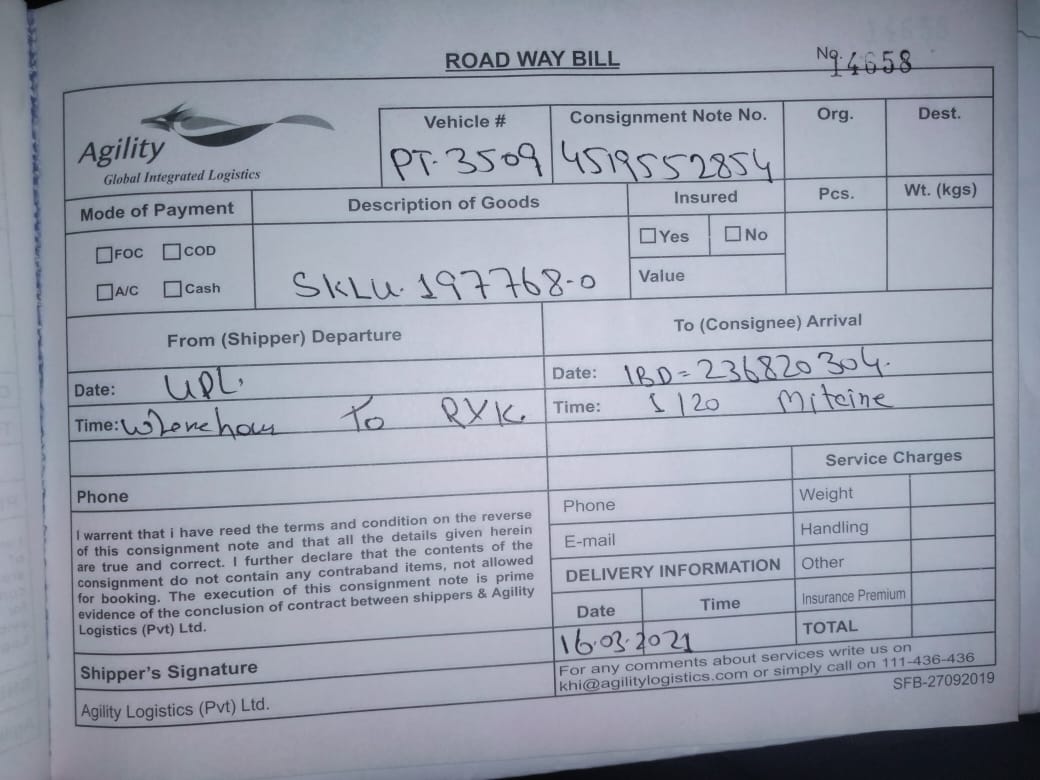 ROAD WAY BILL
No. 14658
Agility
Global Integrated Logistics
Vehicle #
PT-3509
Consignment Note No.
4519552854
Org.
Dest.
Mode of Payment
FOC COD
A/C Cash
Description of Goods
SKLU-197768-0
Insured
Yes No
Value
Pcs.
Wt. (kgs)
From (Shipper) Departure
Date: UDL
Time: To RYK
To (Consignee) Arrival
Date: IBD=236820304
Time: 1120
Phone
I warrent that i have reed the terms and condition on the reverse
of this consignment note and that all the details given herein
are true and correct. I further declare that the contents of the
consignment do not contain any contraband items, not allowed
for booking. The execution of this consignment note is prime
evidence of the conclusion of contract between shippers & Agility
Logistics (Pvt) Ltd.
Shipper's Signature
Agility Logistics (Pvt) Ltd.
Phone
E-mail
DELIVERY INFORMATION
Date Time
16-03-2021
Service Charges
Weight
Handling
Other
Insurance Premium
TOTAL
For any comments about services write us on
khi@agilitylogistics.com or simply call on 111-436-436
SFB-27092019